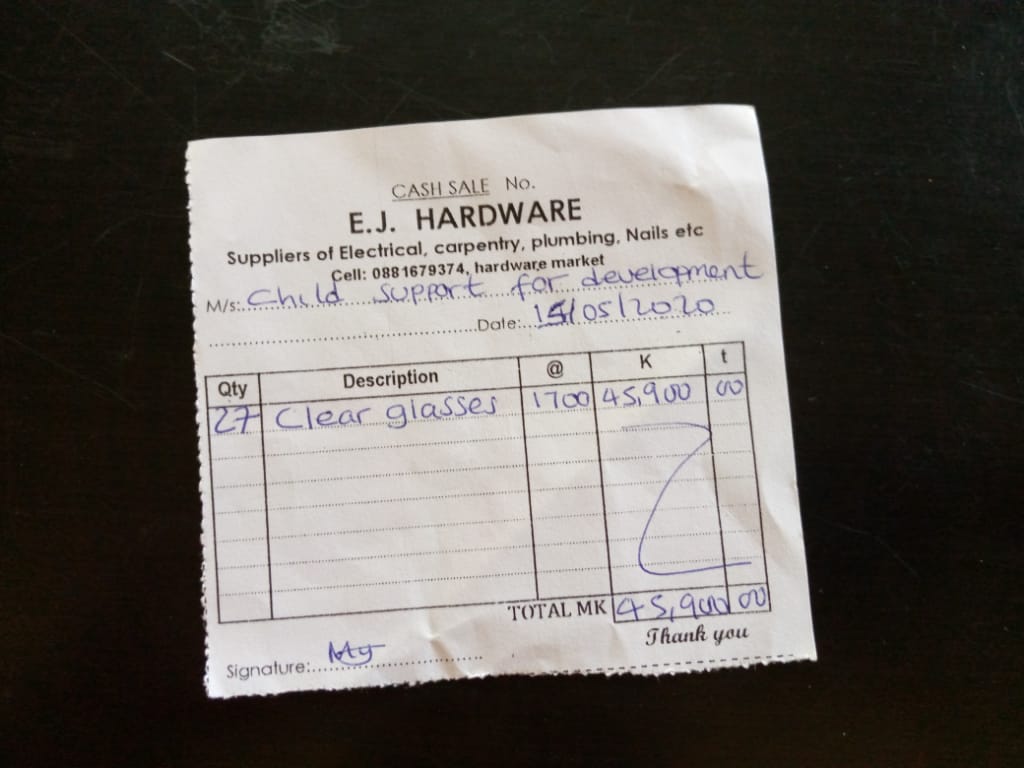 CASH SALE No.
E.J. HARDWARE
Suppliers of Electrical, carpentry, plumbing, Nails etc
Cell: 0881679374, hardware market
M/s: Child support for development
Date: 15/05/2020
Qty Description @ K t
27 Clear glasses 1700 45,900 00
TOTAL MK 45,900 00
Thank you
Signature: